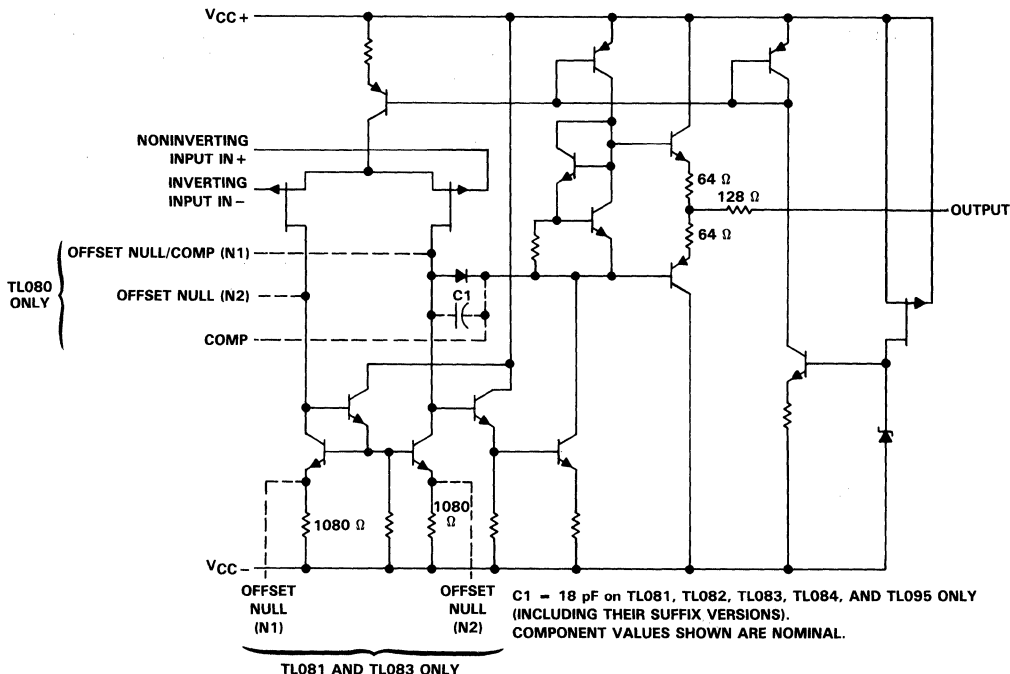 VCC+
NONINVERTING
INPUT IN+
INVERTING
INPUT IN−
64 Ω
128 Ω
OUTPUT
64 Ω
TL080
ONLY
OFFSET NULL/COMP (N1)
OFFSET NULL (N2)
COMP
C1
1080 Ω
1080
Ω
VCC−
OFFSET
NULL
(N1)
OFFSET
NULL
(N2)
C1 = 18 pF on TL081, TL082, TL083, TL084, AND TL095 ONLY
(INCLUDING THEIR SUFFIX VERSIONS).
COMPONENT VALUES SHOWN ARE NOMINAL.
TL081 AND TL083 ONLY